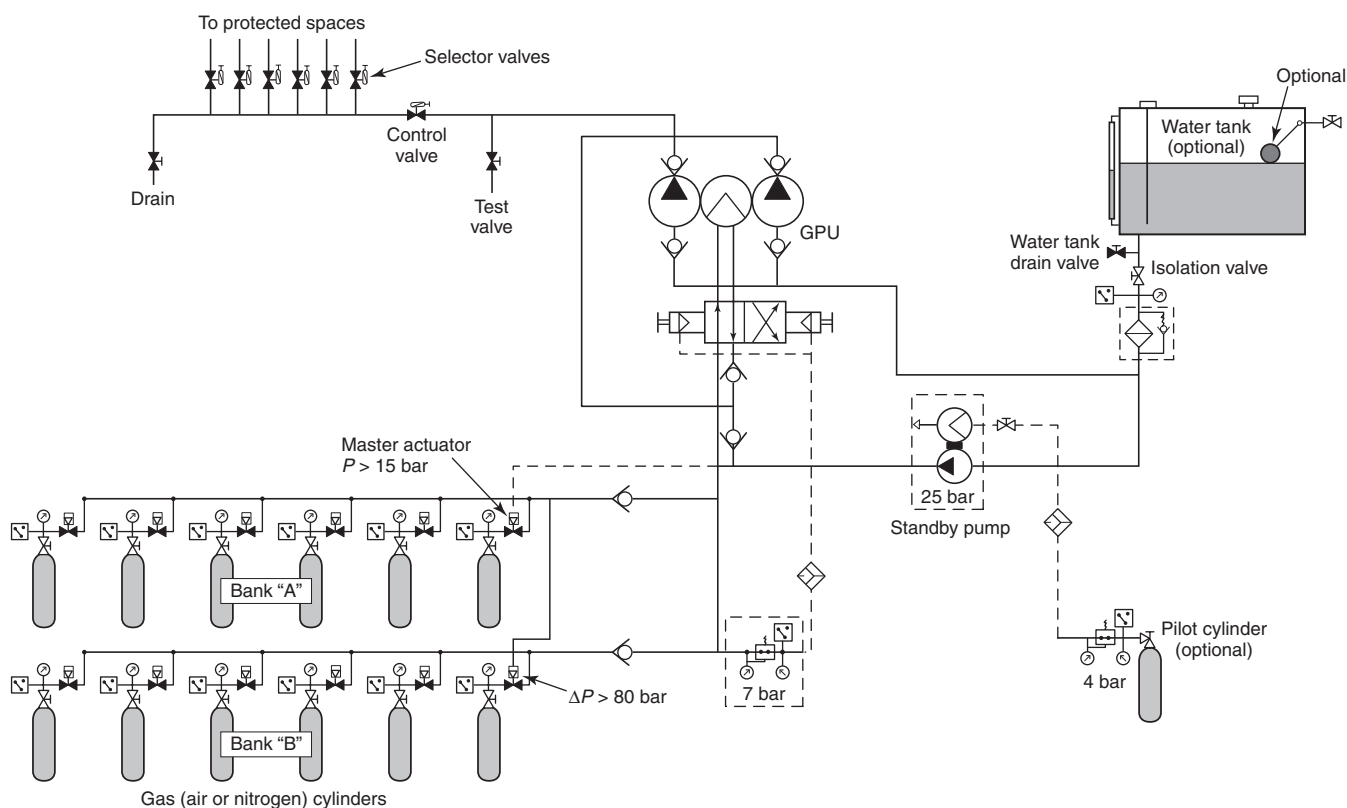 To protected spaces
Selector valves
Control
valve
Drain
Test
valve
GPU
Optional
Water tank
(optional)
Water tank
drain valve
Isolation valve
Master actuator
P > 15 bar
25 bar
Standby pump
Bank "A"
Bank "B"
ΔP > 80 bar
7 bar
4 bar
Pilot cylinder
(optional)
Gas (air or nitrogen) cylinders